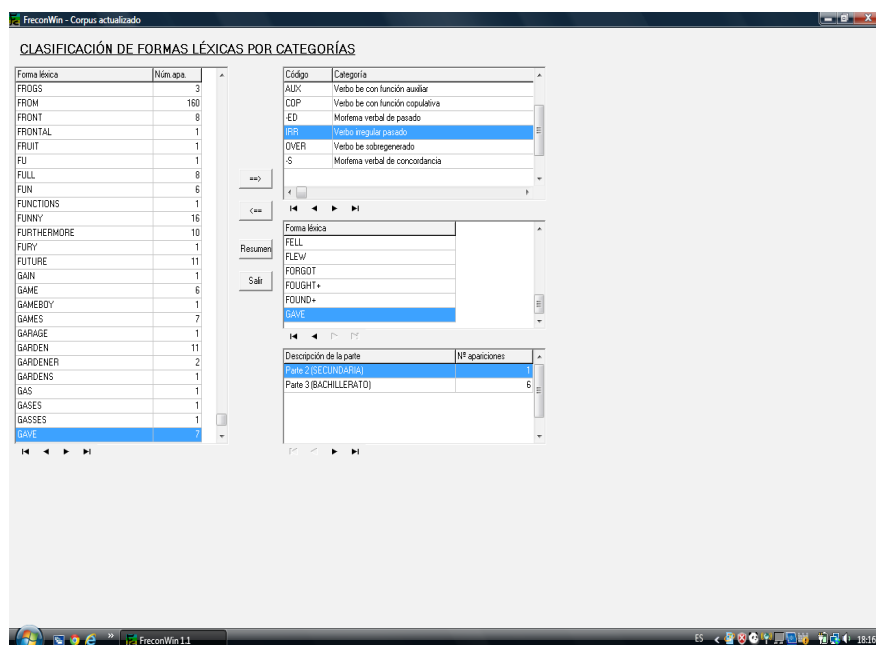 FreconWin - Corpus actualizado
CLASIFICACIÓN DE FORMAS LÉXICAS POR CATEGORÍAS
Forma léxica Núm.apa.
FROGS 3
FROM 160
FRONT 8
FRONTAL 1
FRUIT 1
FU 1
FULL 8
FUN 6
FUNCTIONS 1
FUNNY 16
FURTHERMORE 10
FURY 1
FUTURE 11
GAIN 1
GAME 6
GAMEBOY 1
GAMES 7
GARAGE 1
GARDEN 11
GARDENER 2
GARDENS 1
GAS 1
GASES 1
GASSES 1
GAVE 7
==>
<==
Resumen
Salir
Código Categoría
AUX Verbo be con función auxiliar
COP Verbo be con función copulativa
-ED Morfema verbal de pasado
IRR Verbo irregular pasado
OVER Verbo be sobregenerado
-S Morfema verbal de concordancia
Forma léxica
FELL
FLEW
FORGOT
FOUGHT+
FOUND+
GAVE
Descripción de la parte Nº apariciones
Parte 2 (SECUNDARIA) 1
Parte 3 (BACHILLERATO) 6
FreconWin 1.1
ES
18:16